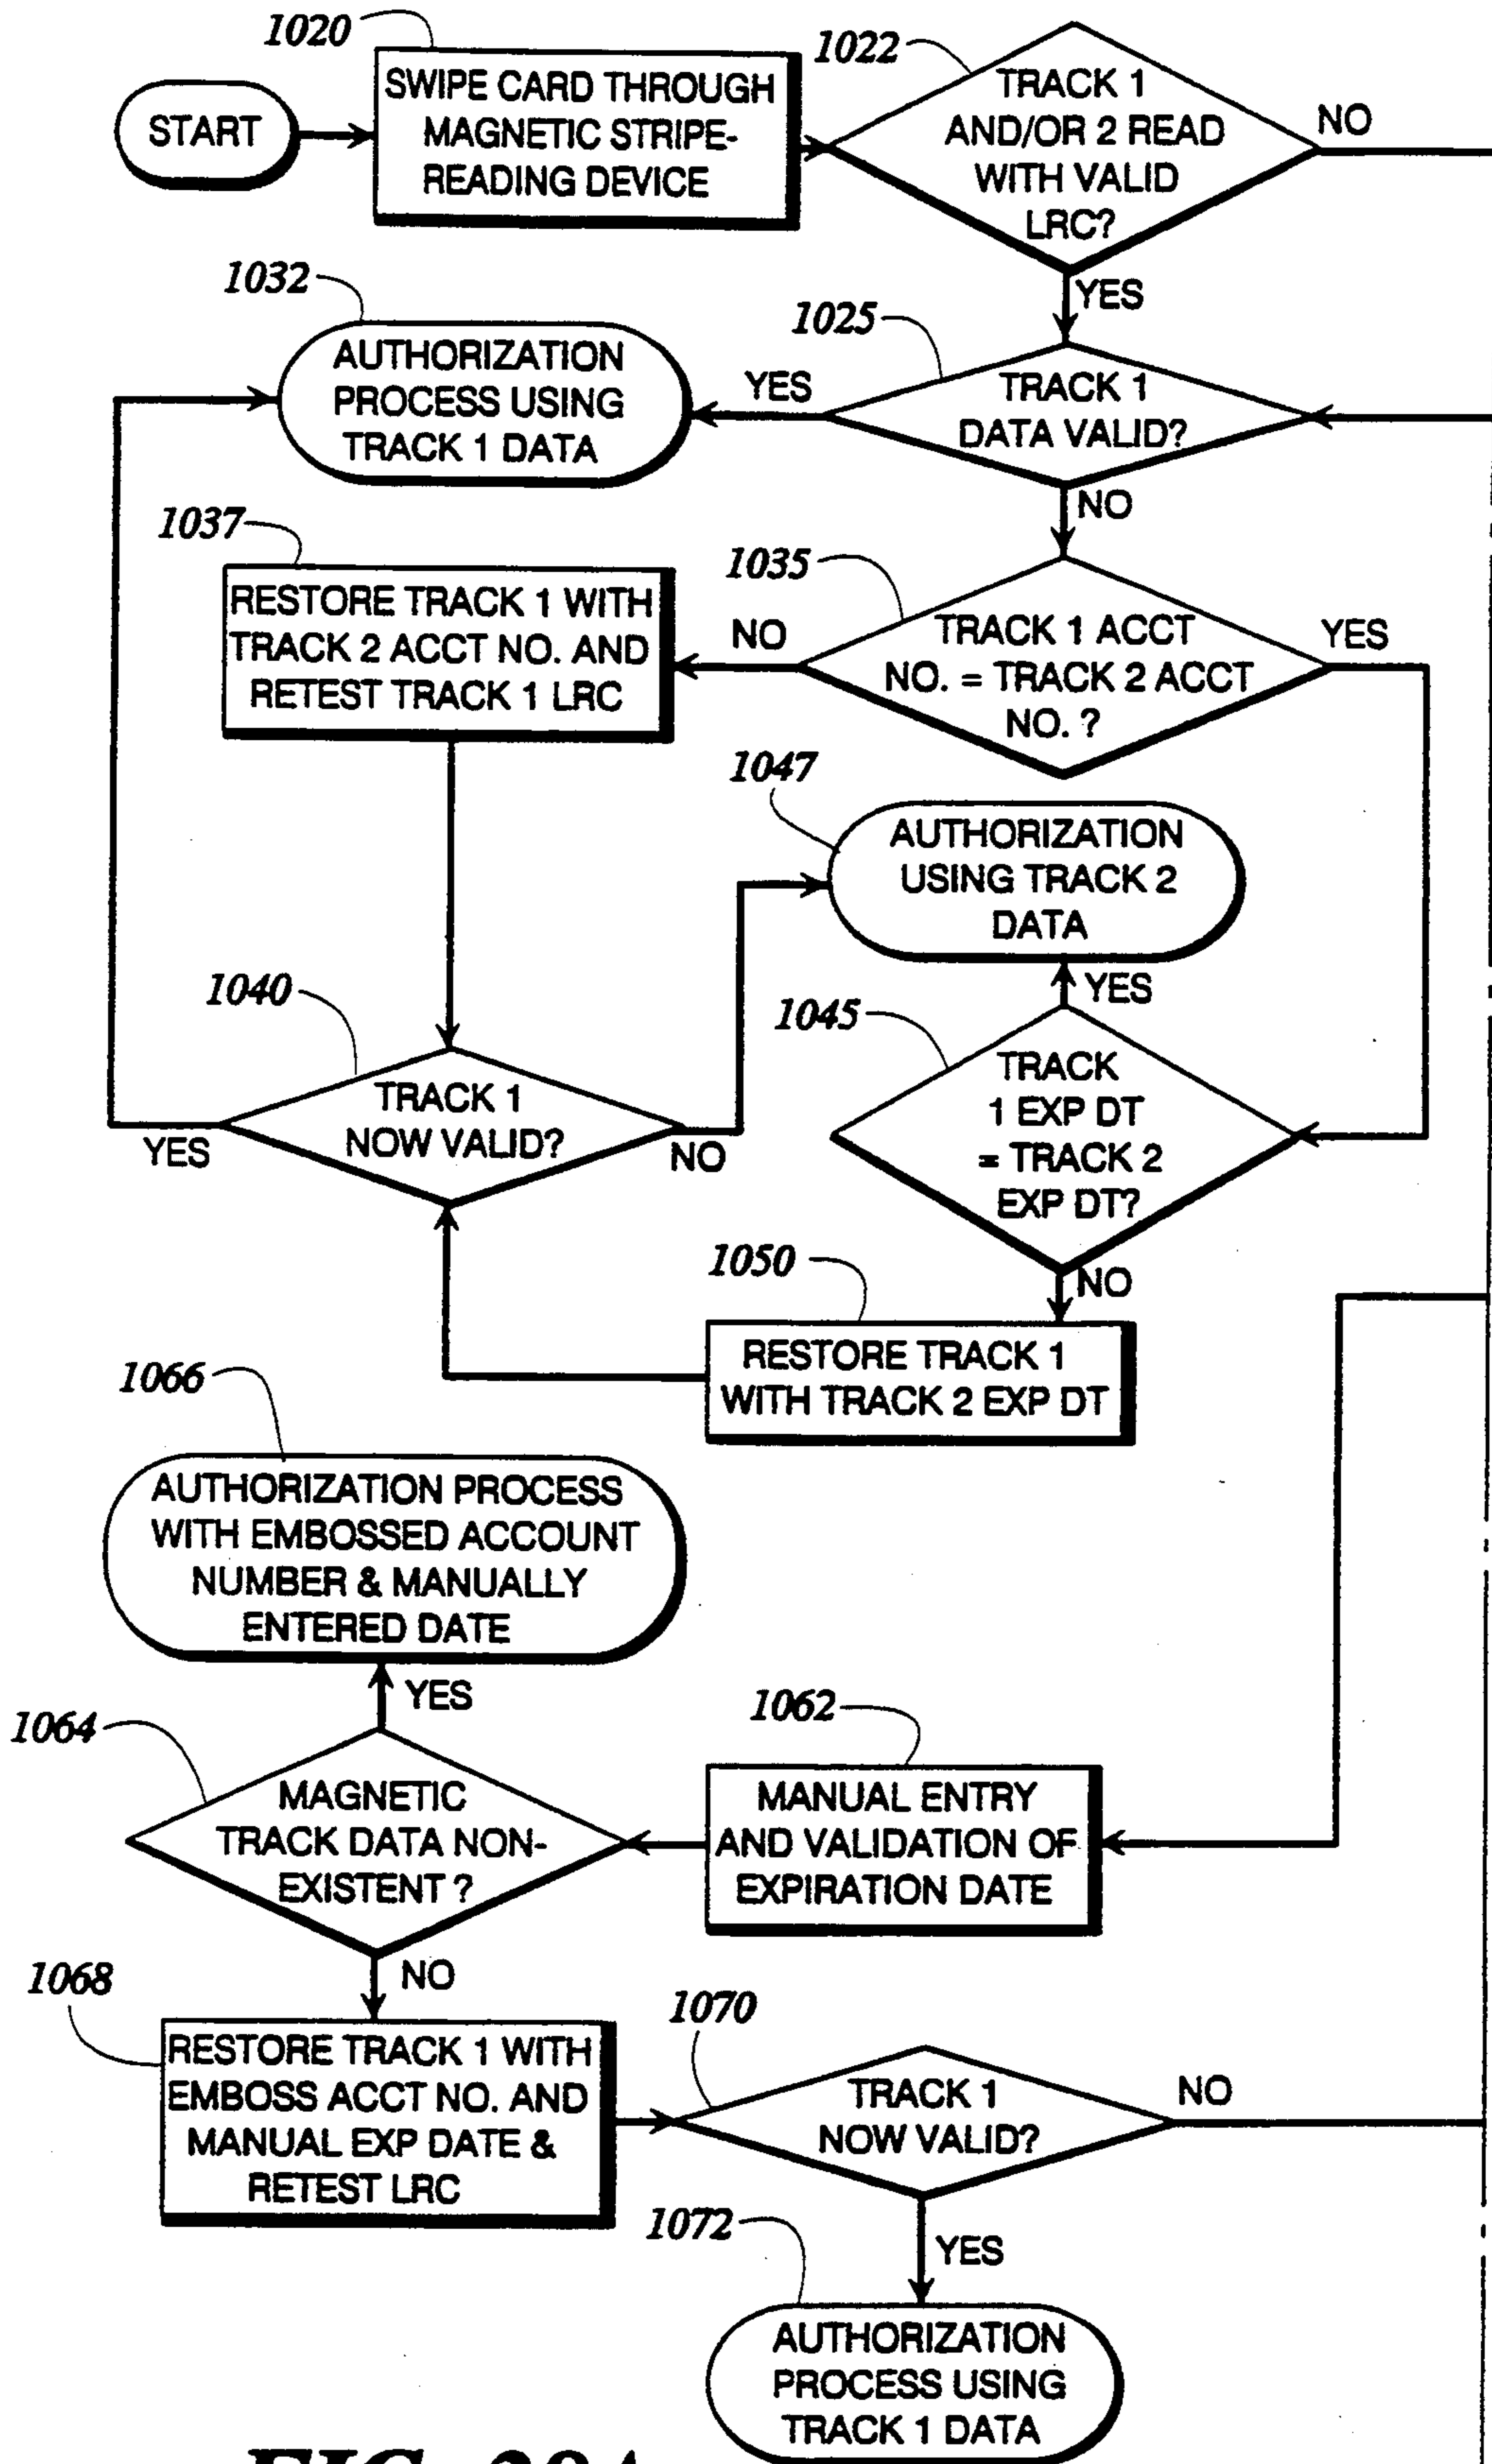 1020
SWIPE CARD THROUGH
MAGNETIC STRIPE-
READING DEVICE
START
1022
TRACK 1
AND/OR 2 READ
WITH VALID
LRC?
NO
YES
1032
AUTHORIZATION
PROCESS USING
TRACK 1 DATA
1025
TRACK 1
DATA VALID?
YES
NO
1037
RESTORE TRACK 1 WITH
TRACK 2 ACCT NO. AND
RETEST TRACK 1 LRC
1035
TRACK 1 ACCT
NO. = TRACK 2 ACCT
NO. ?
NO
YES
1047
AUTHORIZATION
USING TRACK 2
DATA
YES
1040
TRACK 1
NOW VALID?
YES
NO
1045
TRACK
1 EXP DT
= TRACK 2
EXP DT?
NO
1050
RESTORE TRACK 1
WITH TRACK 2 EXP DT
1066
AUTHORIZATION PROCESS
WITH EMBOSSED ACCOUNT
NUMBER & MANUALLY
ENTERED DATE
YES
1064
MAGNETIC
TRACK DATA NON-
EXISTENT ?
1062
MANUAL ENTRY
AND VALIDATION OF
EXPIRATION DATE
NO
1068
RESTORE TRACK 1 WITH
EMBOSS ACCT NO. AND
MANUAL EXP DATE &
RETEST LRC
1070
TRACK 1
NOW VALID?
NO
YES
1072
AUTHORIZATION
PROCESS USING
TRACK 1 DATA